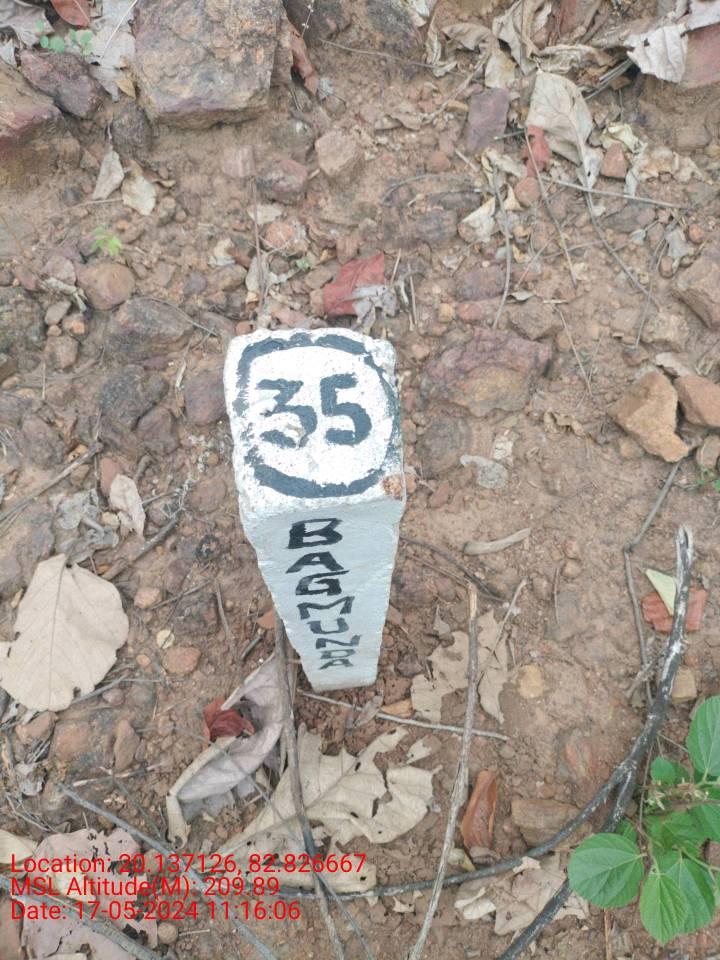 35
BAGMUNDA
Location: 20.137126, 82.826667
MSL Altitude(M): 209.89
Date: 17-05-2024 11:16:06